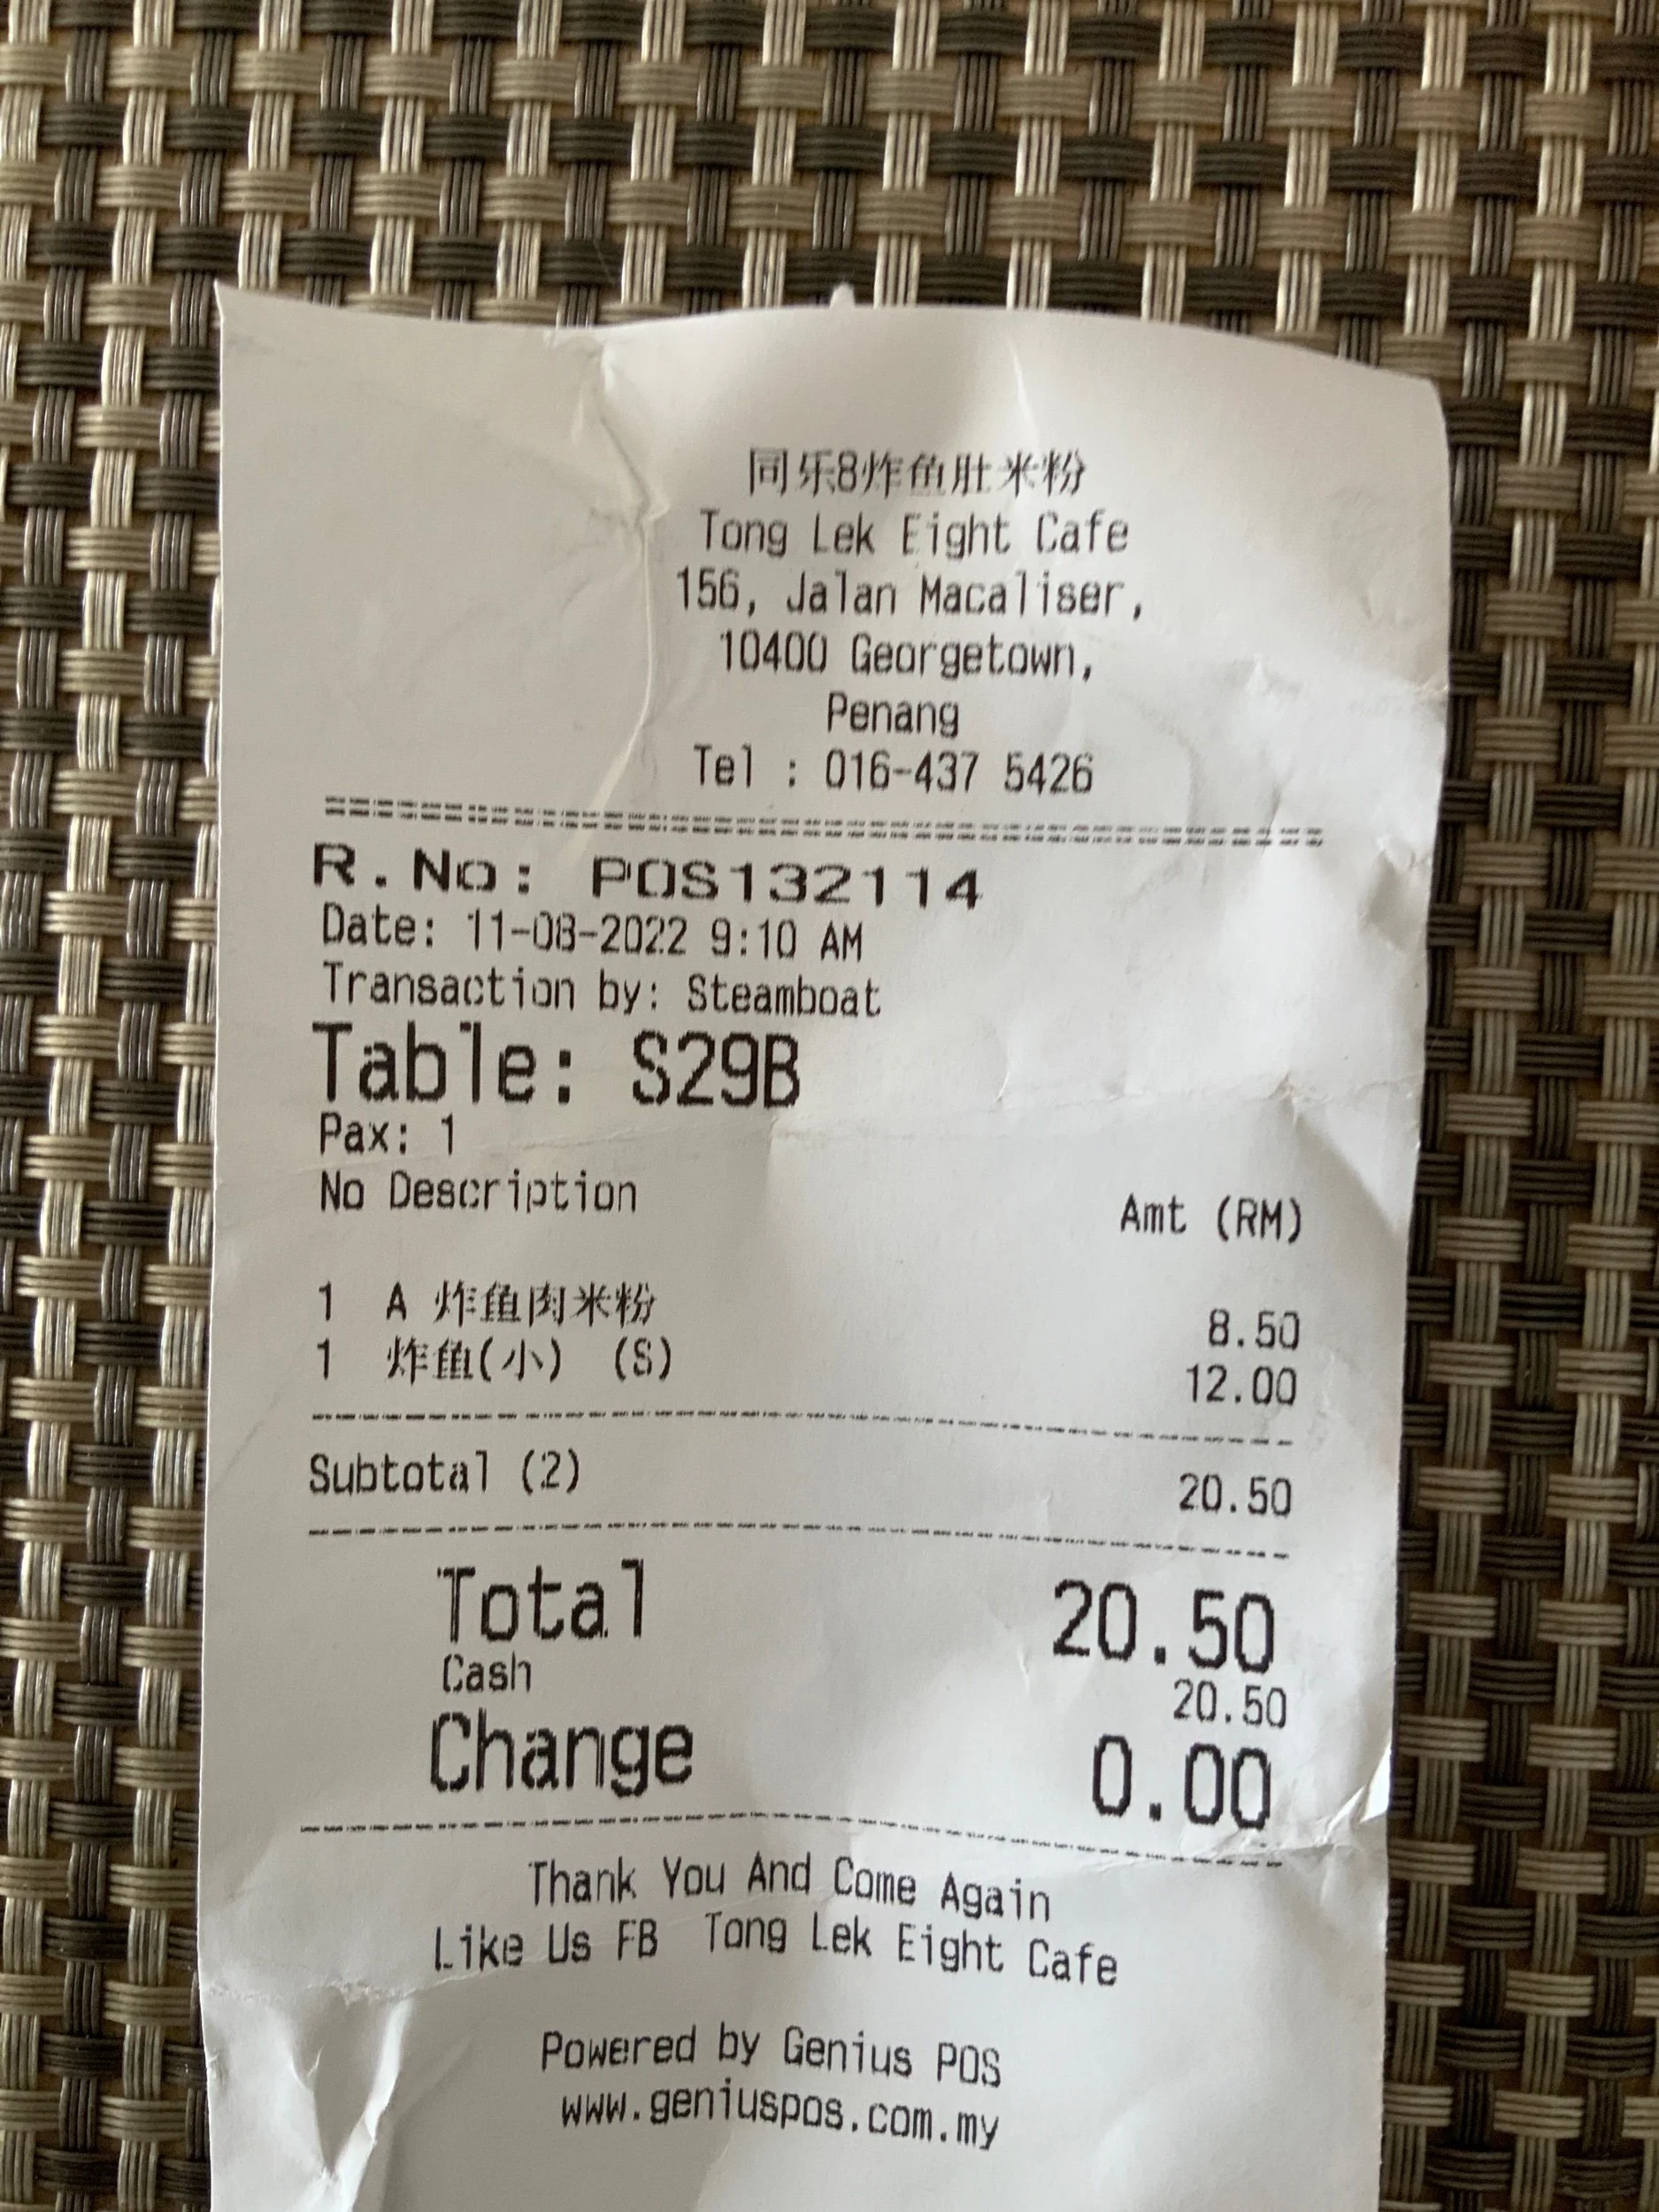 同乐8炸鱼肚米粉
Tong Lek Eight Cafe
156, Jalan Macaliser,
10400 Georgetown,
Penang
Tel : 016-437 5426
R.No: POS132114
Date: 11-08-2022 9:10 AM
Transaction by: Steamboat
Table: S29B
Pax: 1
No Description Amt (RM)
1 A 炸鱼肉米粉 8.50
1 炸鱼(小) (S) 12.00
Subtotal (2) 20.50
Total 20.50
Cash 20.50
Change 0.00
Thank You And Come Again
Like Us FB Tong Lek Eight Cafe
Powered by Genius POS
www.geniuspos.com.my